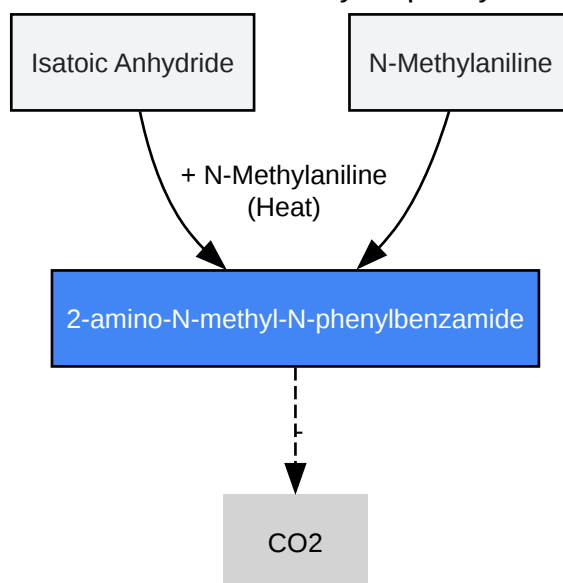 Isatoic Anhydride
N-Methylaniline
+ N-Methylaniline
(Heat)
2-amino-N-methyl-N-phenylbenzamide
-
CO2